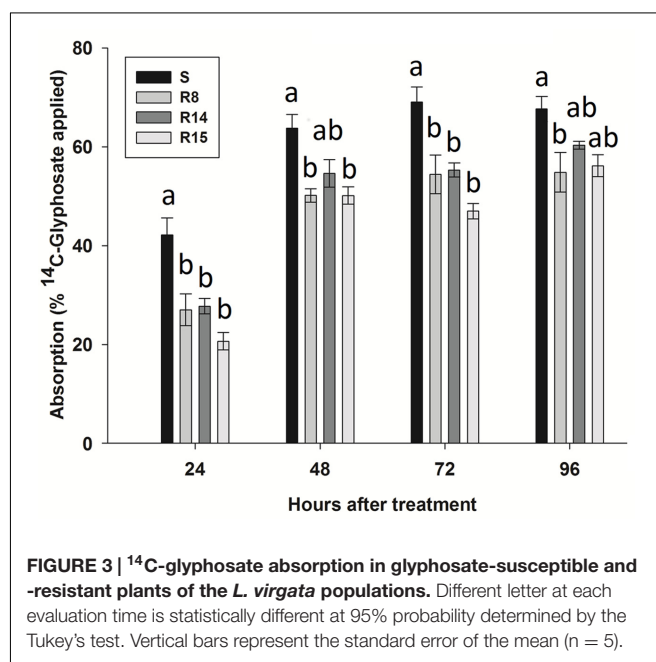 80
60
40
20
0
Absorption (% ¹⁴C-Glyphosate applied)
S
R8
R14
R15
a
b
b
b
a
b
ab
b
a
b
b
b
a
b
ab
ab
24
48
72
96
Hours after treatment
FIGURE 3 | ¹⁴C-glyphosate absorption in glyphosate-susceptible and
-resistant plants of the L. virgata populations. Different letter at each
evaluation time is statistically different at 95% probability determined by the
Tukey's test. Vertical bars represent the standard error of the mean (n = 5).